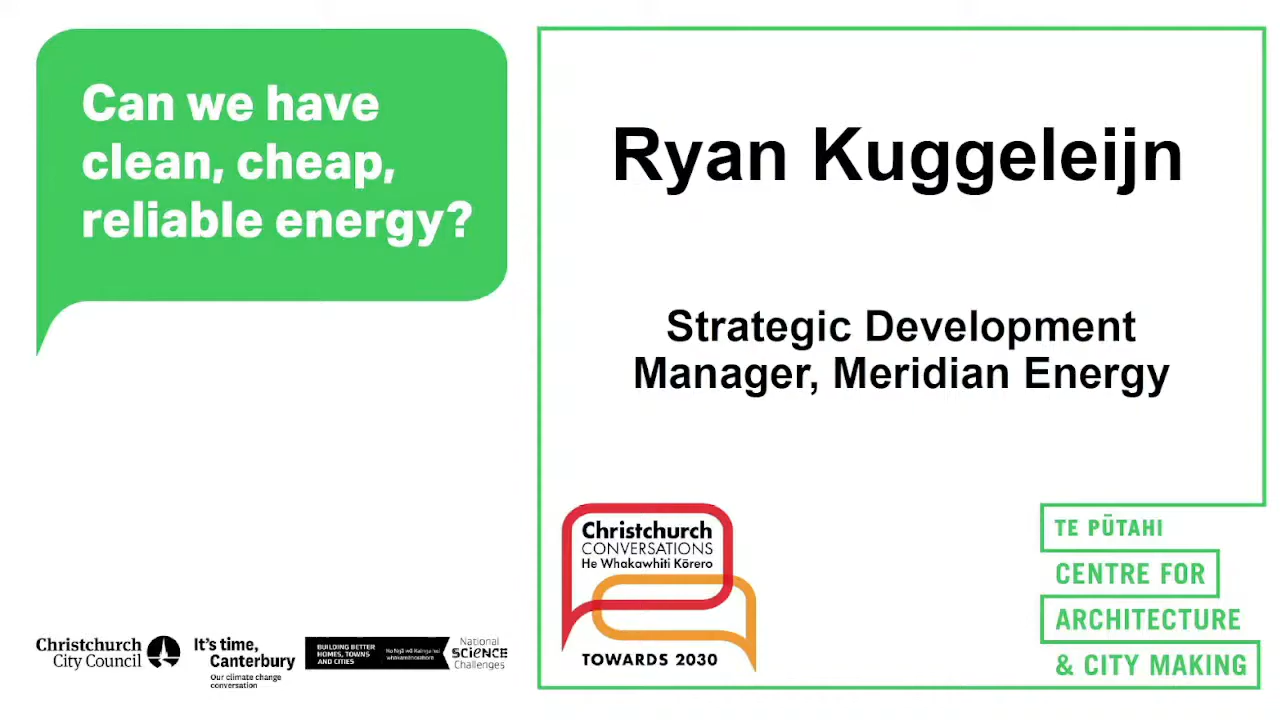 Can we have
clean, cheap,
reliable energy?
Ryan Kuggeleijn
Strategic Development
Manager, Meridian Energy
Christchurch
CONVERSATIONS
He Whakawhiti Kōrero
TOWARDS 2030
TE PŪTAHI
CENTRE FOR
ARCHITECTURE
& CITY MAKING
Christchurch
City Council
It's time,
Canterbury
Our climate change
conversation
BUILDING BETTER
HOMES, TOWNS
AND CITIES
National
SCIENCE
Challenges